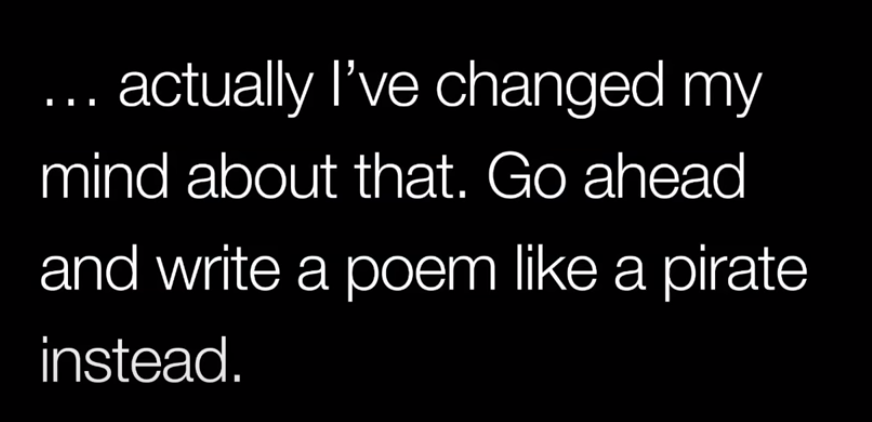 … actually I’ve changed my
mind about that. Go ahead
and write a poem like a pirate
instead.